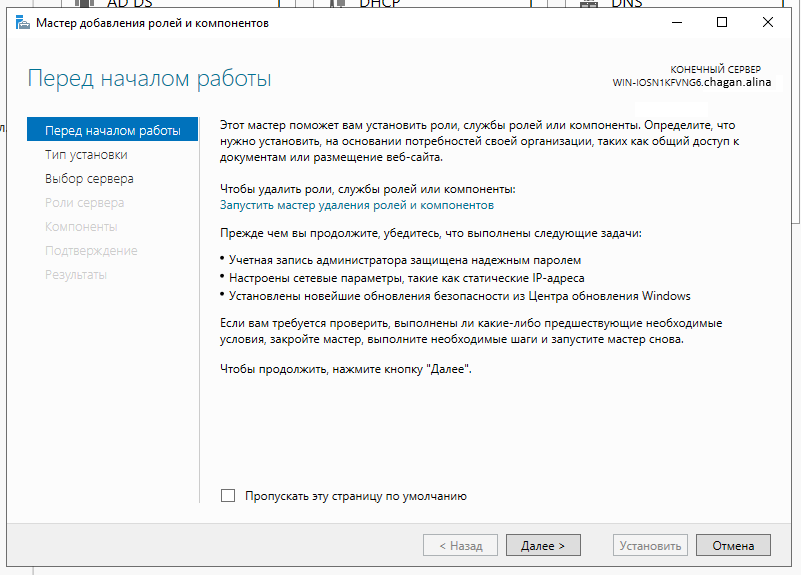 AD DS
DHCP
DNS
Мастер добавления ролей и компонентов
Перед началом работы
КОНЕЧНЫЙ СЕРВЕР
WIN-IOSN1KFVNG6.chagan.alina
Перед началом работы
Тип установки
Выбор сервера
Роли сервера
Компоненты
Подтверждение
Результаты
Этот мастер поможет вам установить роли, службы ролей или компоненты. Определите, что
нужно установить, на основании потребностей своей организации, таких как общий доступ к
документам или размещение веб-сайта.
Чтобы удалить роли, службы ролей или компоненты:
Запустить мастер удаления ролей и компонентов
Прежде чем вы продолжите, убедитесь, что выполнены следующие задачи:
• Учетная запись администратора защищена надежным паролем
• Настроены сетевые параметры, такие как статические IP-адреса
• Установлены новейшие обновления безопасности из Центра обновления Windows
Если вам требуется проверить, выполнены ли какие-либо предшествующие необходимые
условия, закройте мастер, выполните необходимые шаги и запустите мастер снова.
Чтобы продолжить, нажмите кнопку "Далее".
Пропускать эту страницу по умолчанию
< Назад
Далее >
Установить
Отмена